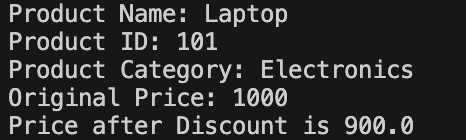 Product Name: Laptop
Product ID: 101
Product Category: Electronics
Original Price: 1000
Price after Discount is 900.0